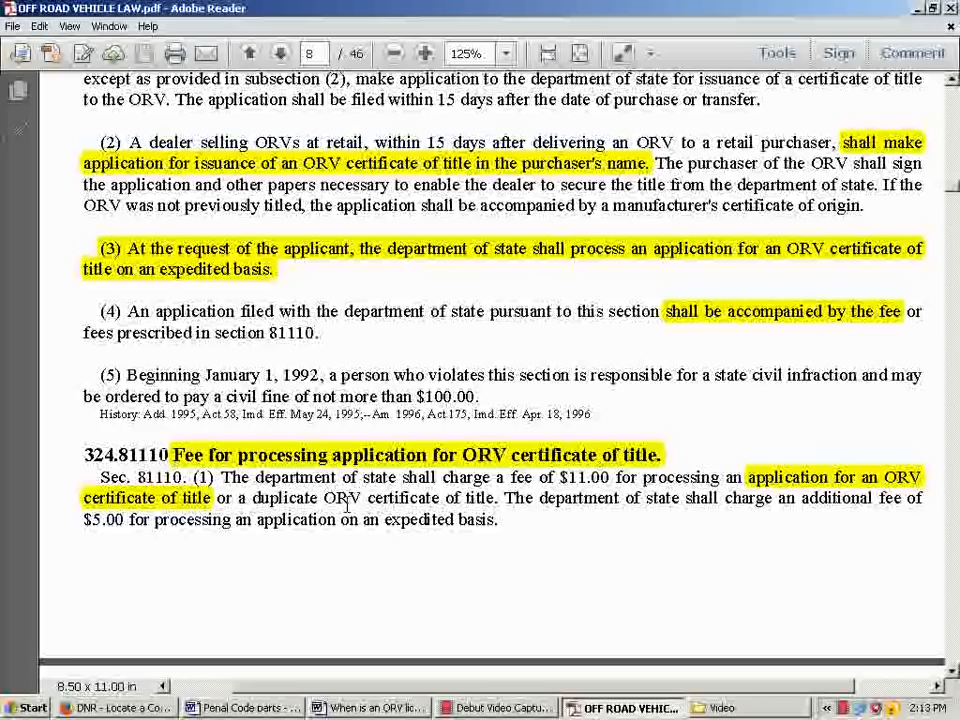 OFF ROAD VEHICLE LAW.pdf - Adobe Reader
File Edit View Window Help
8 / 46 125% Tools Sign Comment
except as provided in subsection (2), make application to the department of state for issuance of a certificate of title
to the ORV. The application shall be filed within 15 days after the date of purchase or transfer.
(2) A dealer selling ORVs at retail, within 15 days after delivering an ORV to a retail purchaser, shall make
application for issuance of an ORV certificate of title in the purchaser's name. The purchaser of the ORV shall sign
the application and other papers necessary to enable the dealer to secure the title from the department of state. If the
ORV was not previously titled, the application shall be accompanied by a manufacturer's certificate of origin.
(3) At the request of the applicant, the department of state shall process an application for an ORV certificate of
title on an expedited basis.
(4) An application filed with the department of state pursuant to this section shall be accompanied by the fee or
fees prescribed in section 81110.
(5) Beginning January 1, 1992, a person who violates this section is responsible for a state civil infraction and may
be ordered to pay a civil fine of not more than $100.00.
History: Add. 1995, Act 58, Imd. Eff. May 24, 1995;--Am. 1996, Act 175, Imd. Eff. Apr. 18, 1996
324.81110 Fee for processing application for ORV certificate of title.
Sec. 81110. (1) The department of state shall charge a fee of $11.00 for processing an application for an ORV
certificate of title or a duplicate ORV certificate of title. The department of state shall charge an additional fee of
$5.00 for processing an application on an expedited basis.
8.50 x 11.00 in
Start DNR - Locate a Co... Penal Code parts - ... When is an ORV lic... Debut Video Captu... OFF ROAD VEHIC... Video « 2:13 PM